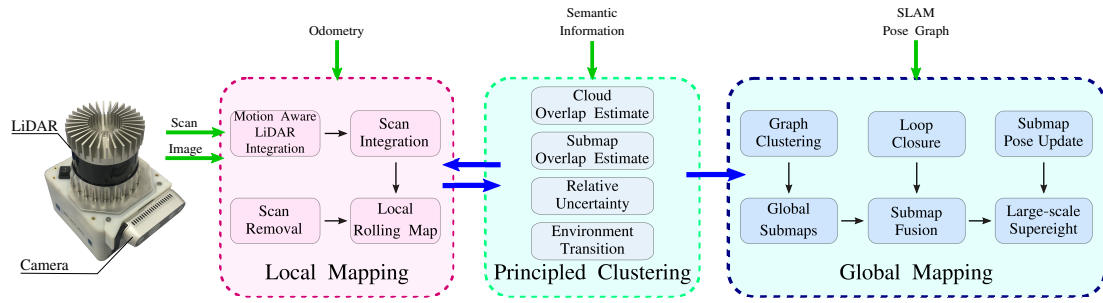 Odometry
Semantic
Information
SLAM
Pose Graph
LiDAR
Camera
Scan
Image
Motion Aware
LiDAR
Integration
Scan
Integration
Scan
Removal
Local
Rolling Map
Local Mapping
Cloud
Overlap Estimate
Submap
Overlap Estimate
Relative
Uncertainty
Environment
Transition
Principled Clustering
Graph
Clustering
Loop
Closure
Submap
Pose Update
Global
Submaps
Submap
Fusion
Large-scale
Supereight
Global Mapping